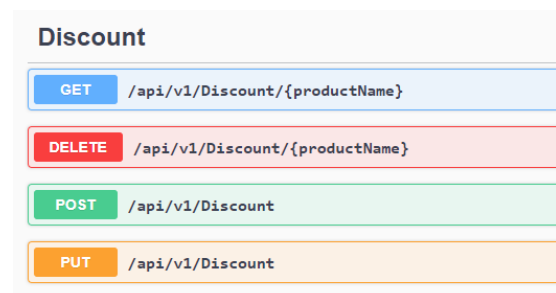 Discount
GET /api/v1/Discount/{productName}
DELETE /api/v1/Discount/{productName}
POST /api/v1/Discount
PUT /api/v1/Discount